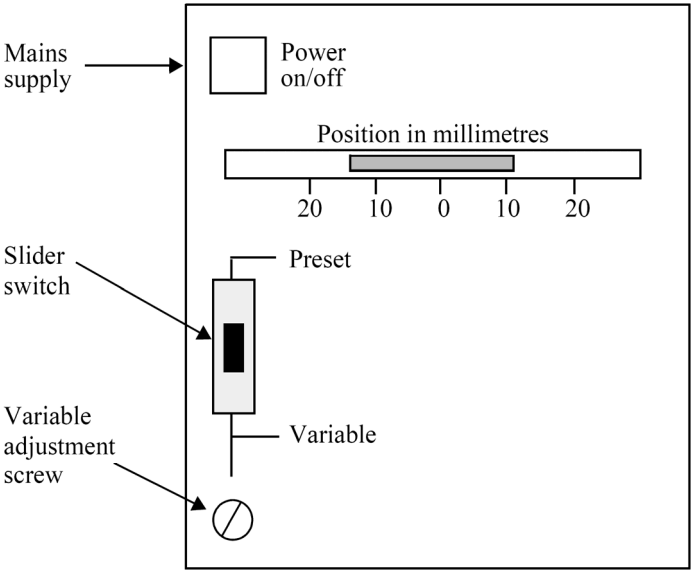 Mains
supply
Power
on/off
Position in millimetres
20 10 0 10 20
Slider
switch
Preset
Variable
Variable
adjustment
screw